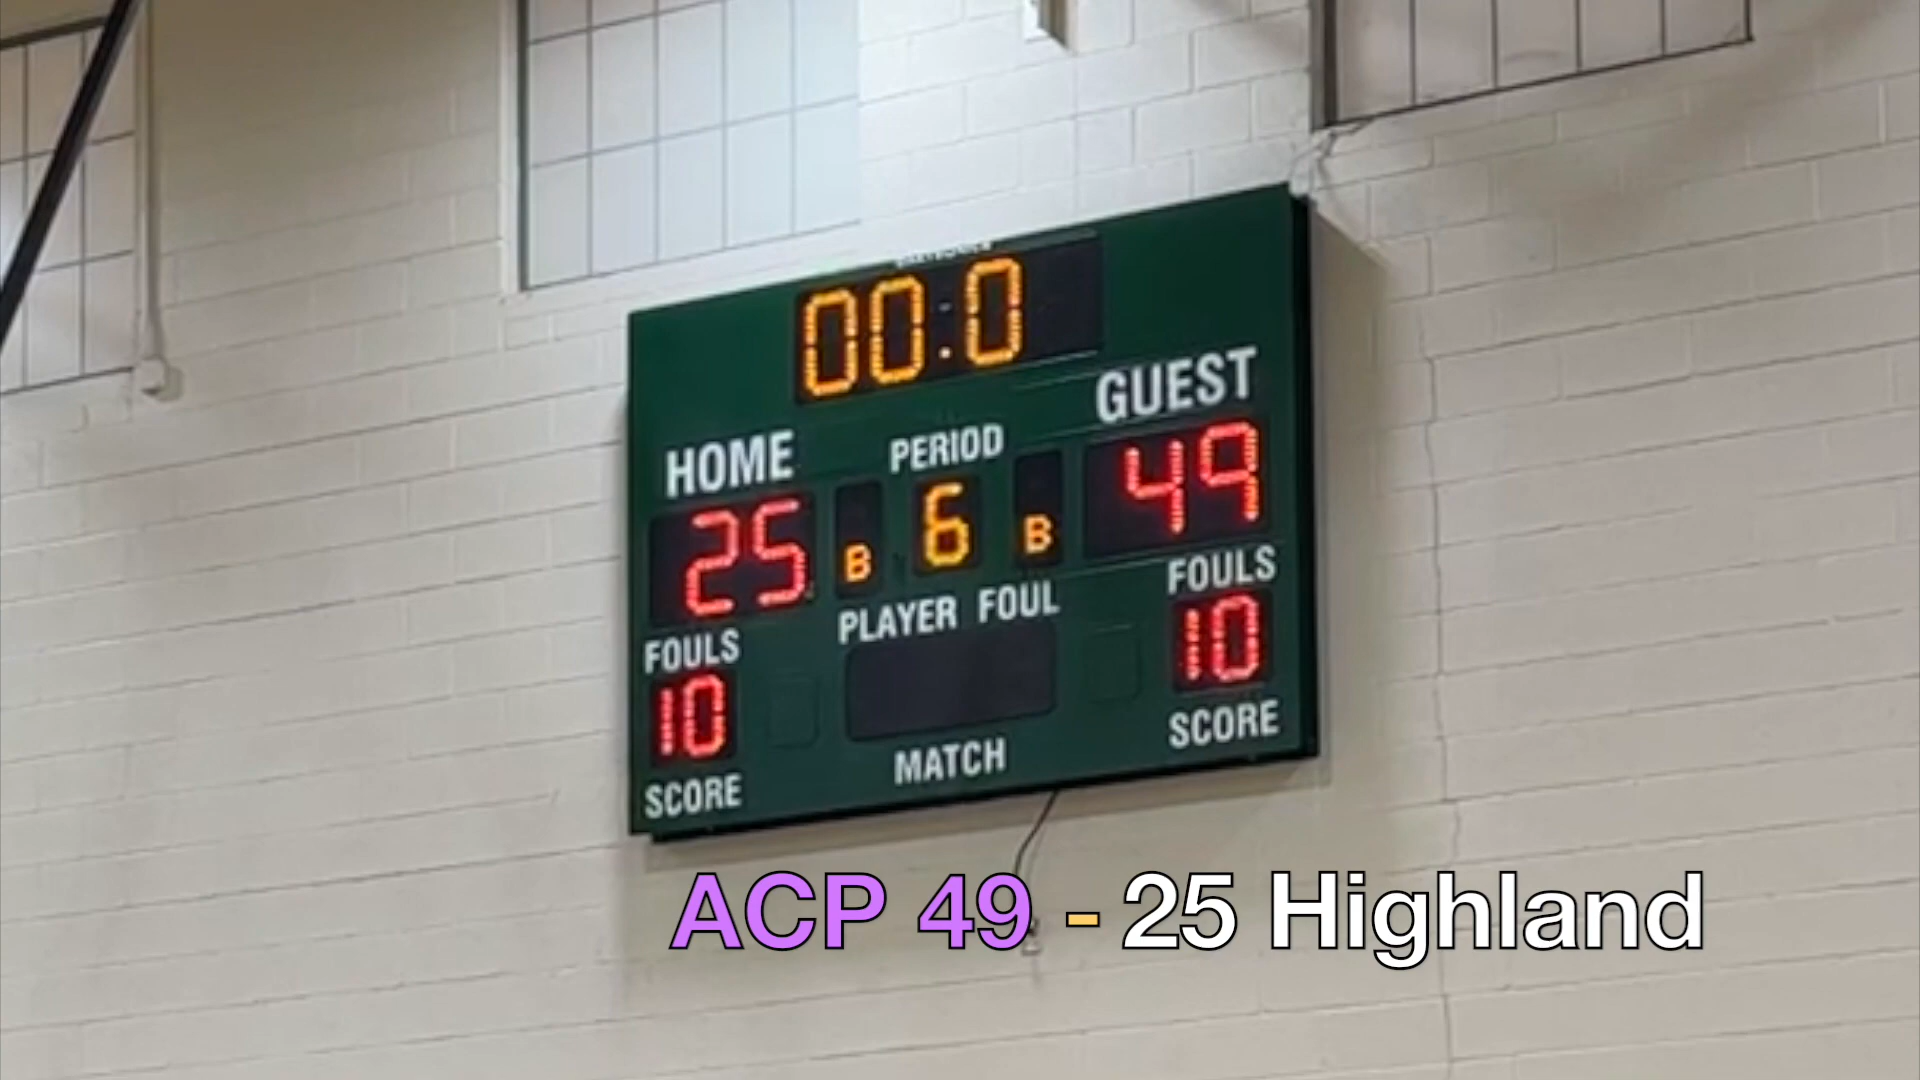 00:0
GUEST
HOME PERIOD
25 B 6 B 49
PLAYER FOUL
FOULS FOULS
10 10
MATCH
SCORE SCORE
ACP 49 - 25 Highland